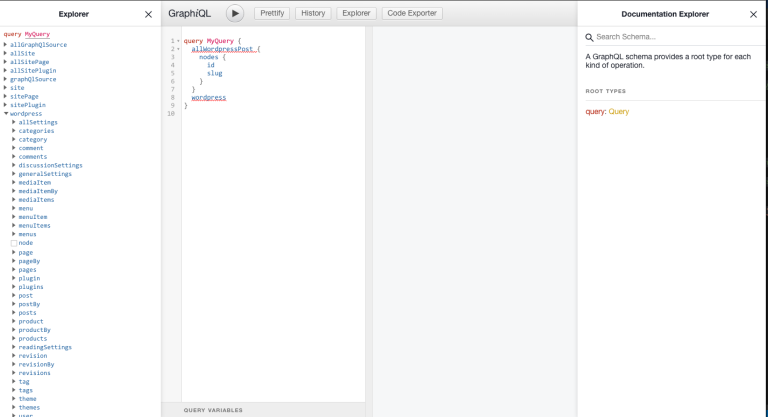 Explorer
query MyQuery
allGraphQlSource
allSite
allSitePage
allSitePlugin
graphQlSource
site
sitePage
sitePlugin
wordpress
allSettings
categories
category
comment
comments
discussionSettings
generalSettings
mediaItem
mediaItemBy
mediaItems
menu
menuItem
menuItems
menus
node
page
pageBy
pages
plugin
plugins
post
postBy
posts
product
productBy
products
readingSettings
revision
revisionBy
revisions
tag
tags
theme
themes
user
GraphiQL
Prettify
History
Explorer
Code Exporter
1 query MyQuery {
2 allWordpressPost {
3 nodes {
4 id
5 slug
6 }
7 }
8 wordpress
9 }
10
QUERY VARIABLES
Documentation Explorer
Search Schema...
A GraphQL schema provides a root type for each
kind of operation.
ROOT TYPES
query: Query